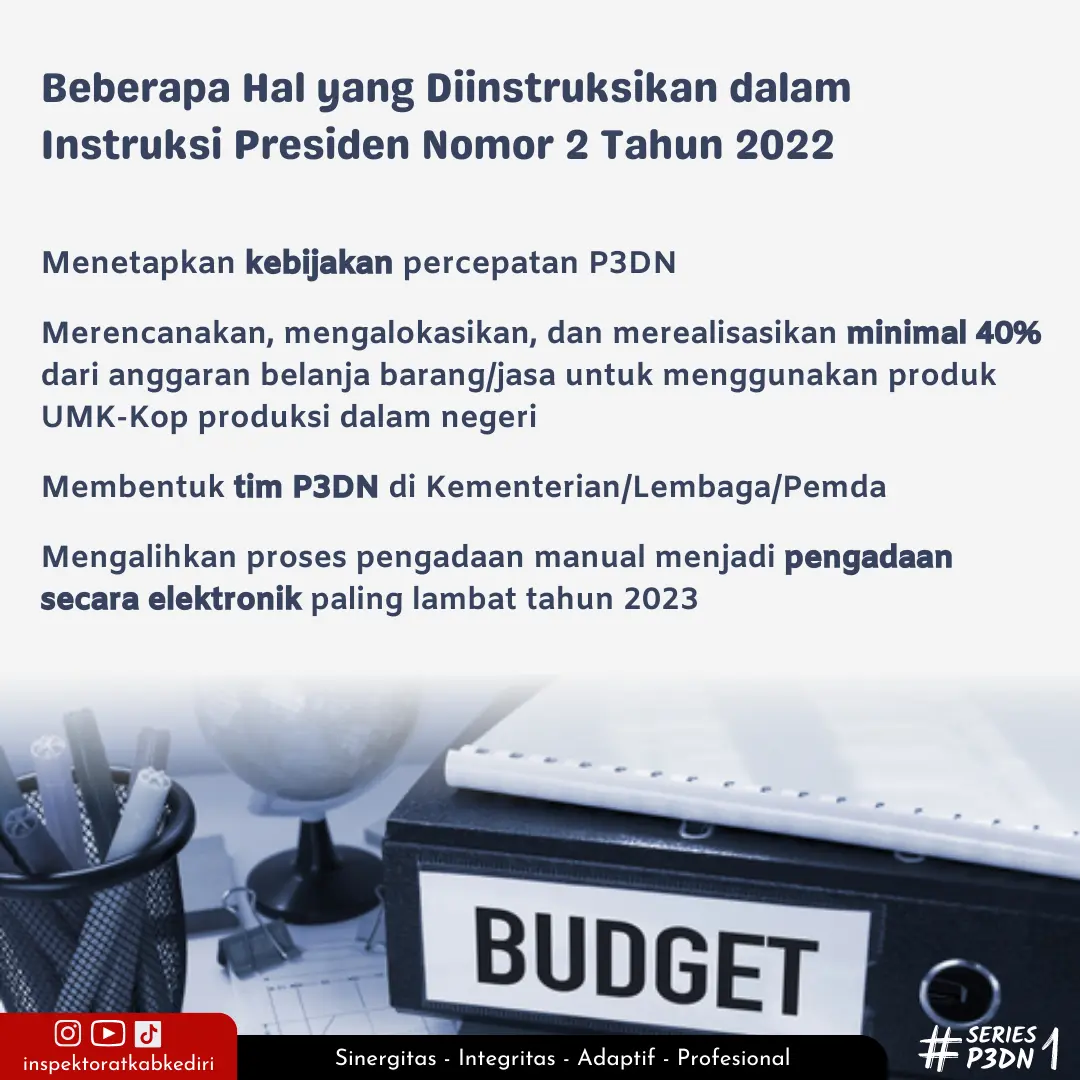 Beberapa Hal yang Diinstruksikan dalam
Instruksi Presiden Nomor 2 Tahun 2022
Menetapkan kebijakan percepatan P3DN
Merencanakan, mengalokasikan, dan merealisasikan minimal 40%
dari anggaran belanja barang/jasa untuk menggunakan produk
UMK-Kop produksi dalam negeri
Membentuk tim P3DN di Kementerian/Lembaga/Pemda
Mengalihkan proses pengadaan manual menjadi pengadaan
secara elektronik paling lambat tahun 2023
BUDGET
inspektoratkabkediri
Sinergitas - Integritas - Adaptif - Profesional
#SERIES P3DN 1